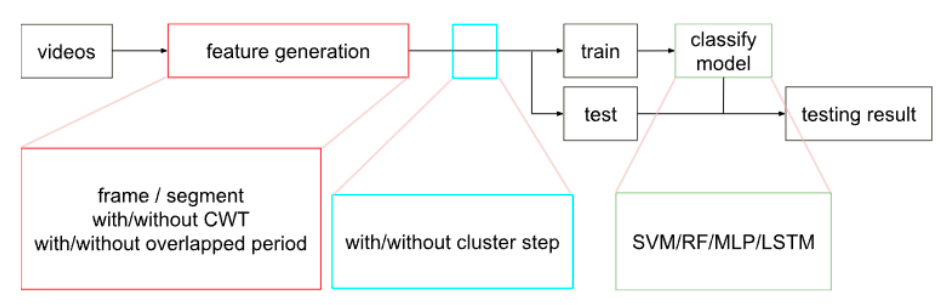 videos
feature generation
train
classify
model
test
testing result
frame / segment
with/without CWT
with/without overlapped period
with/without cluster step
SVM/RF/MLP/LSTM